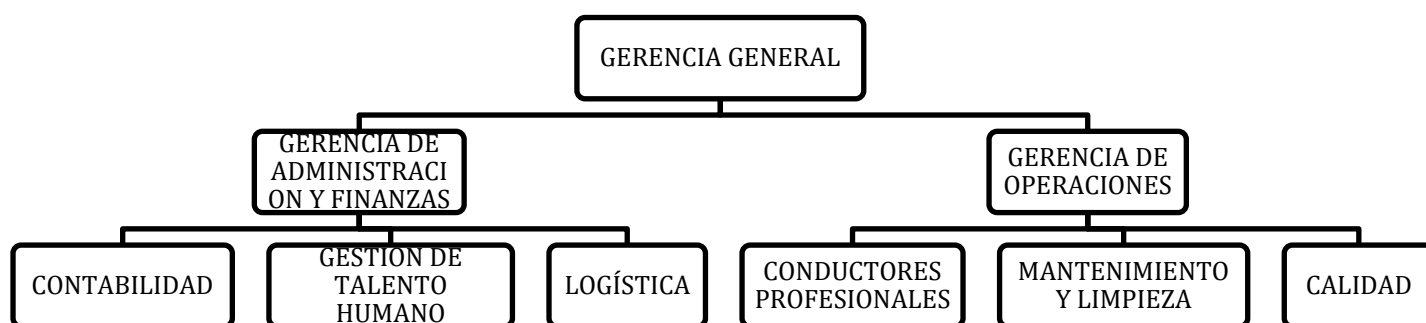 GERENCIA GENERAL
GERENCIA DE
ADMINISTRACI
ON Y FINANZAS
GERENCIA DE
OPERACIONES
CONTABILIDAD
GESTION DE
TALENTO
HUMANO
LOGÍSTICA
CONDUCTORES
PROFESIONALES
MANTENIMIENTO
Y LIMPIEZA
CALIDAD